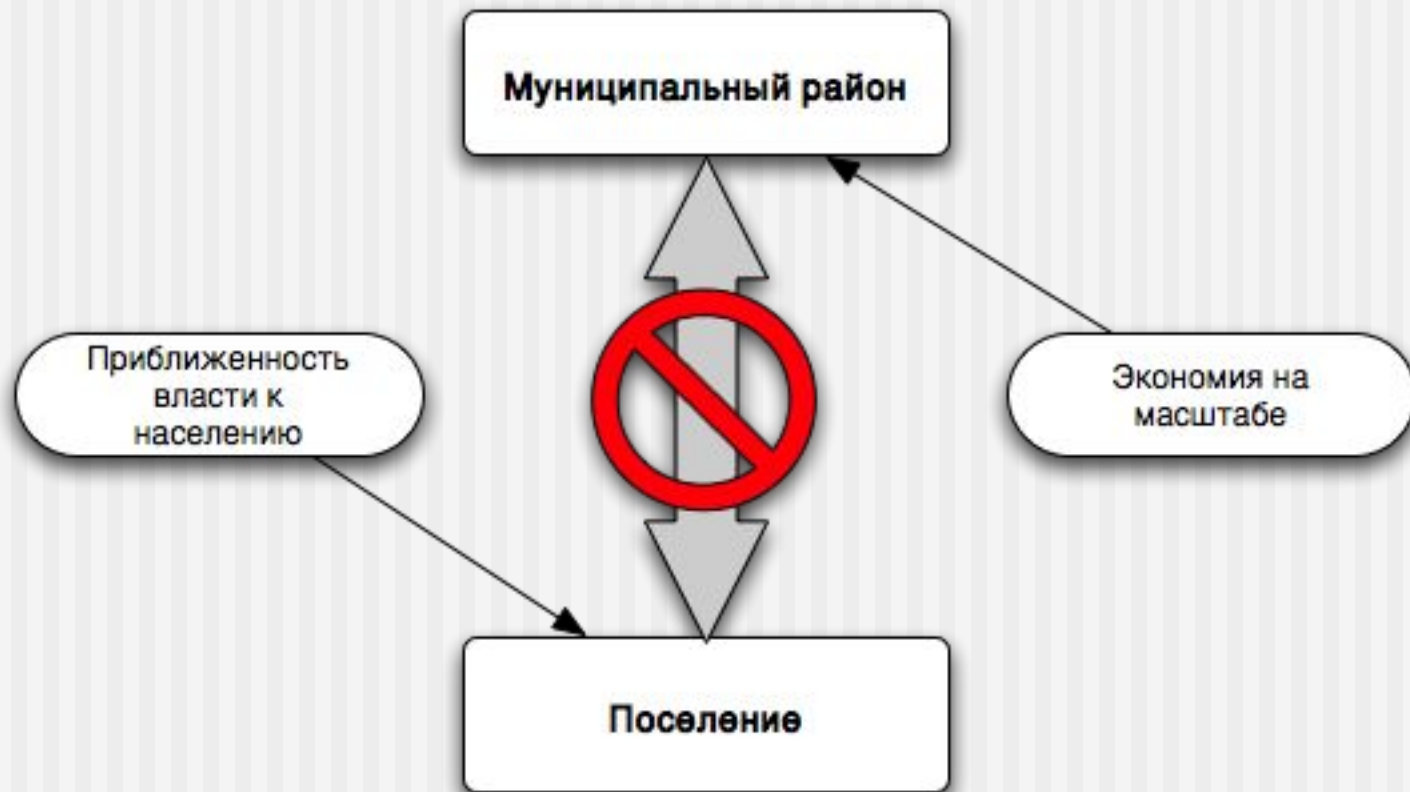 Муниципальный район
Приближенность
власти к
населению
Экономия на
масштабе
Поселение